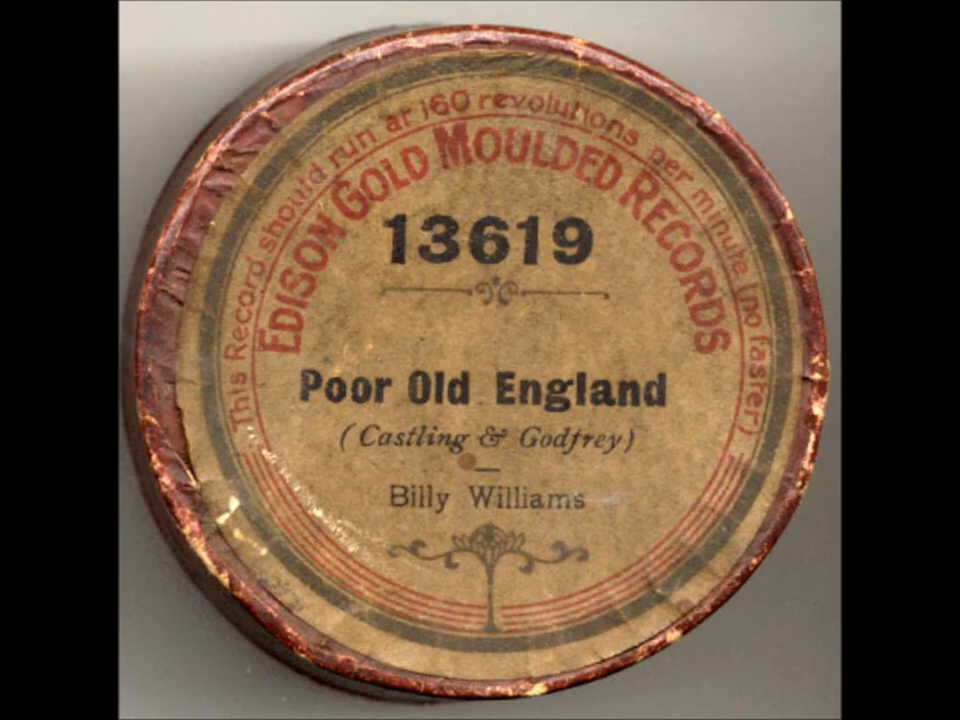 This Record should run at 160 revolutions per minute (no faster)
EDISON GOLD MOULDED RECORDS
13619
Poor Old England
(Castling & Godfrey)
Billy Williams